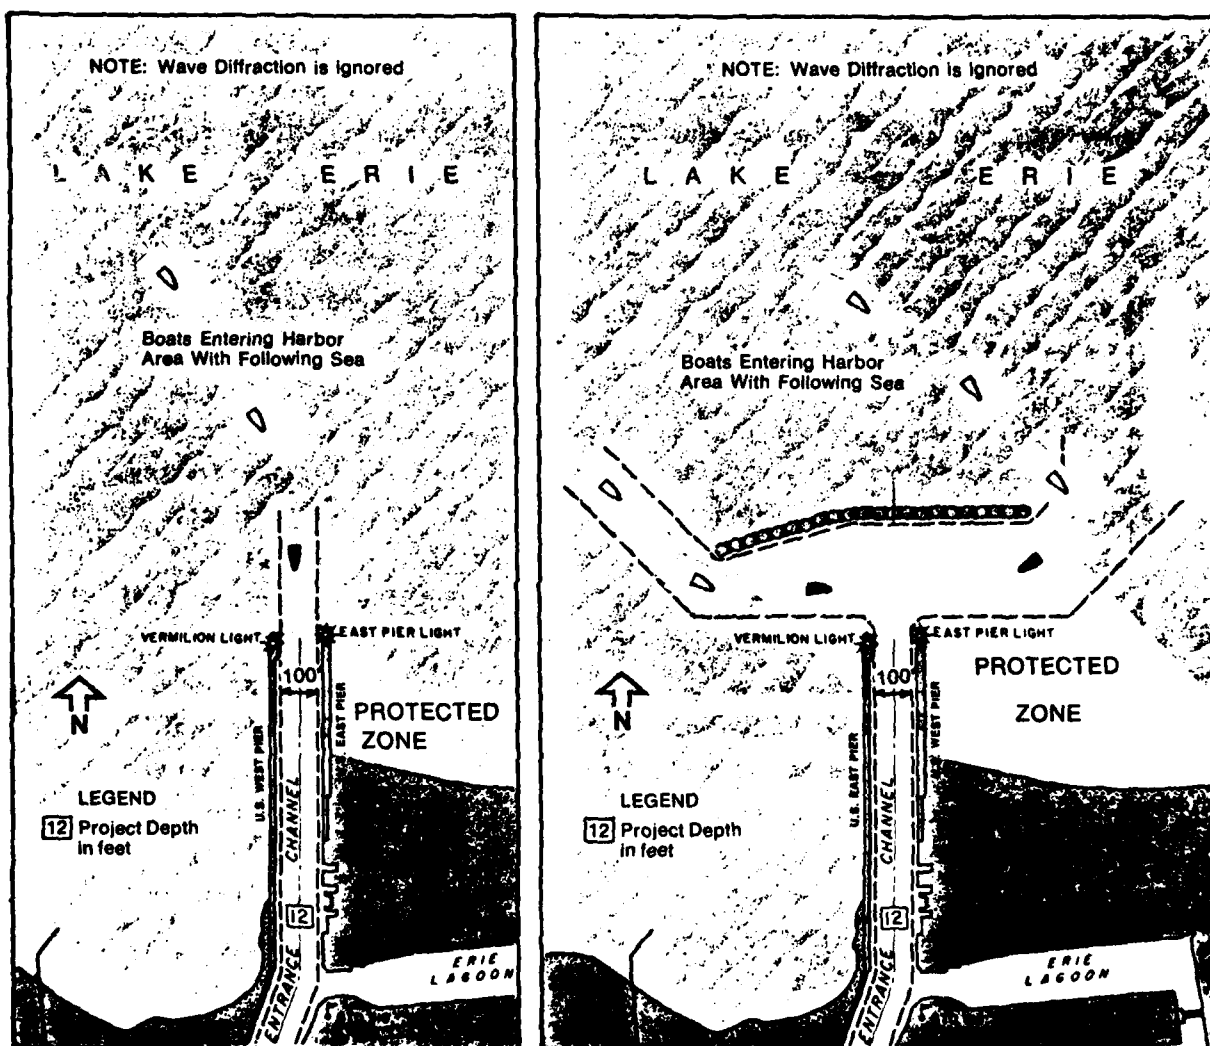 NOTE: Wave Diffraction is Ignored
LAKE ERIE
Boats Entering Harbor
Area With Following Sea
VERMILION LIGHT
EAST PIER LIGHT
100
N
PROTECTED
ZONE
U.S. WEST PIER
U.S. EAST PIER
LEGEND
12 Project Depth
in feet
CHANNEL
12
ENTRANCE
ERIE
LAGOON
NOTE: Wave Diffraction is Ignored
LAKE ERIE
Boats Entering Harbor
Area With Following Sea
VERMILION LIGHT
EAST PIER LIGHT
100
N
PROTECTED
ZONE
U.S. EAST PIER
U.S. WEST PIER
LEGEND
12 Project Depth
in feet
CHANNEL
12
ENTRANCE
ERIE
LAGOON